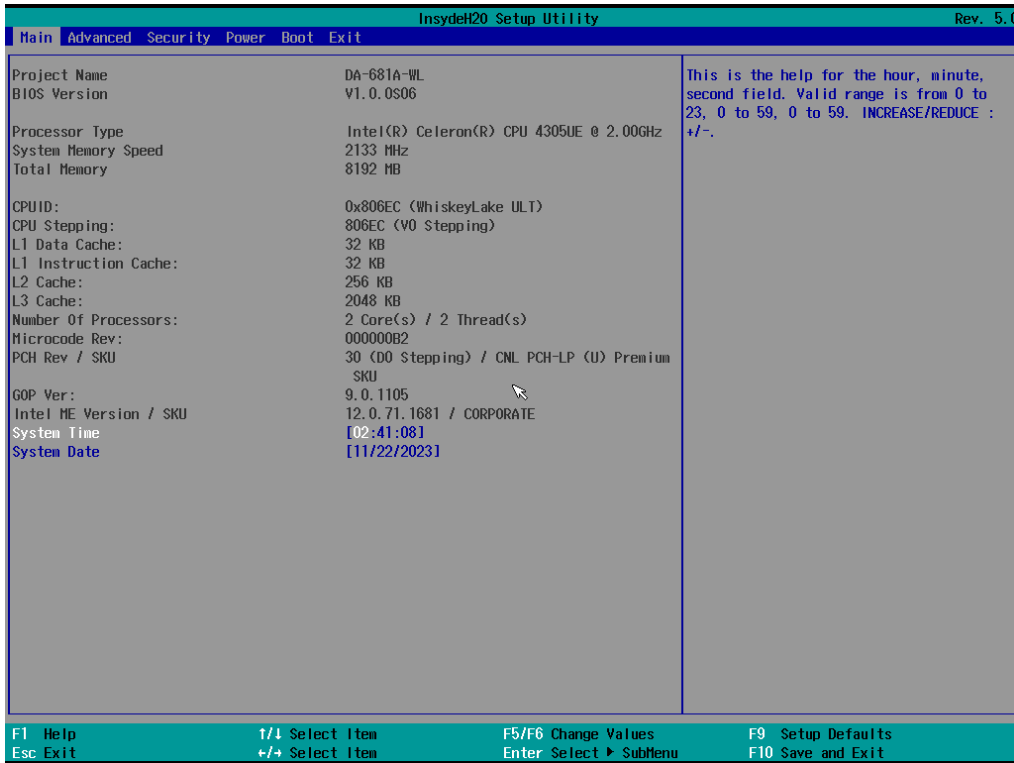 InsydeH20 Setup Utility Rev. 5.0
Main Advanced Security Power Boot Exit
Project Name DA-681A-WL
BIOS Version V1.0.0S06
Processor Type Intel(R) Celeron(R) CPU 4305UE @ 2.00GHz
System Memory Speed 2133 MHz
Total Memory 8192 MB
CPUID: 0x806EC (WhiskeyLake ULT)
CPU Stepping: 806EC (V0 Stepping)
L1 Data Cache: 32 KB
L1 Instruction Cache: 32 KB
L2 Cache: 256 KB
L3 Cache: 2048 KB
Number Of Processors: 2 Core(s) / 2 Thread(s)
Microcode Rev: 000000B2
PCH Rev / SKU 30 (D0 Stepping) / CNL PCH-LP (U) Premium
SKU
GOP Ver: 9.0.1105
Intel ME Version / SKU 12.0.71.1681 / CORPORATE
System Time [02:41:08]
System Date [11/22/2023]
This is the help for the hour, minute,
second field. Valid range is from 0 to
23, 0 to 59, 0 to 59. INCREASE/REDUCE :
+/-.
F1 Help ↑/↓ Select Item F5/F6 Change Values F9 Setup Defaults
Esc Exit ←/→ Select Item Enter Select ▶ SubMenu F10 Save and Exit